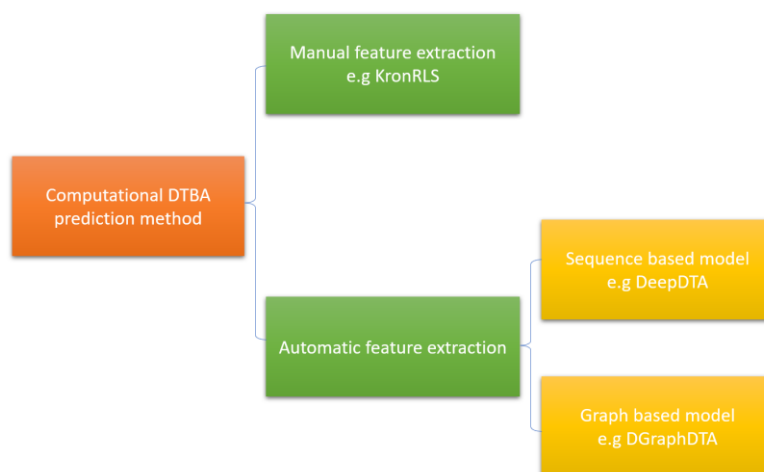 Manual feature extraction
e.g KronRLS
Computational DTBA
prediction method
Sequence based model
e.g DeepDTA
Automatic feature extraction
Graph based model
e.g DGraphDTA